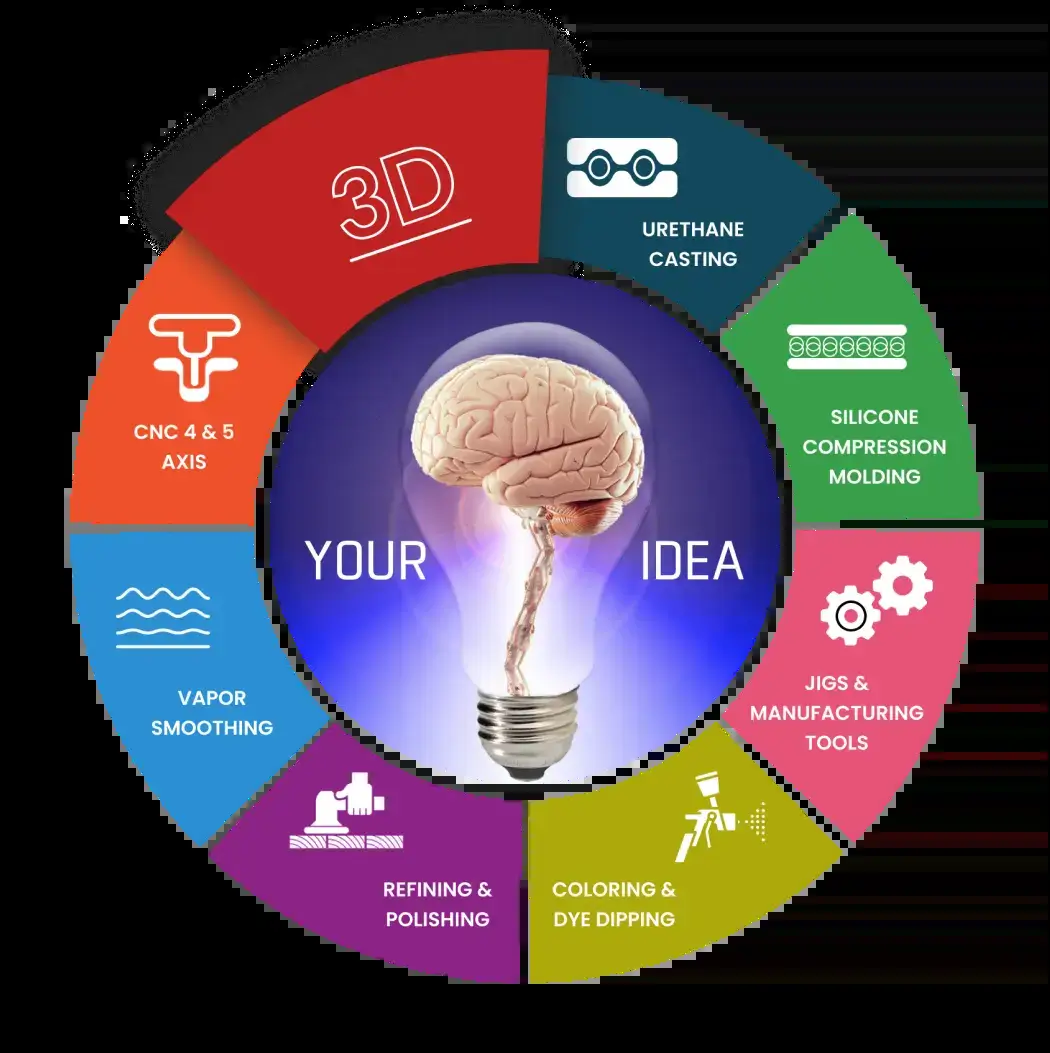 3D
URETHANE
CASTING
SILICONE
COMPRESSION
MOLDING
JIGS &
MANUFACTURING
TOOLS
COLORING &
DYE DIPPING
REFINING &
POLISHING
VAPOR
SMOOTHING
CNC 4 & 5
AXIS
YOUR IDEA